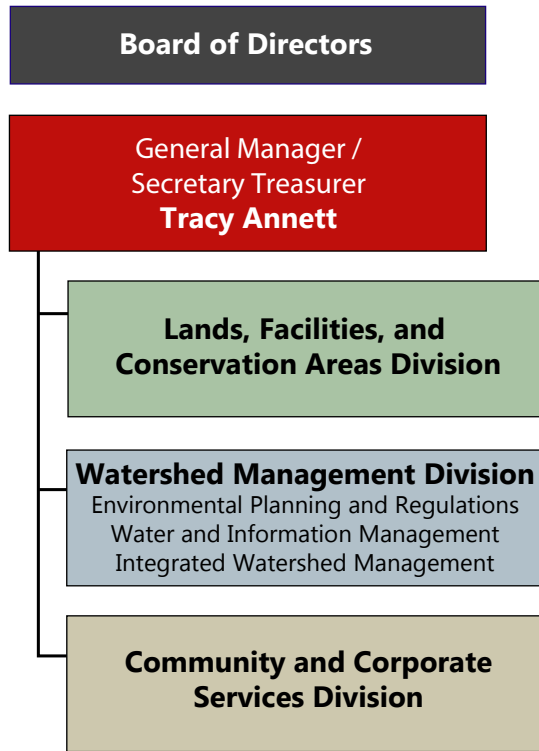 Board of Directors
General Manager /
Secretary Treasurer
Tracy Annett
Lands, Facilities, and
Conservation Areas Division
Watershed Management Division
Environmental Planning and Regulations
Water and Information Management
Integrated Watershed Management
Community and Corporate
Services Division